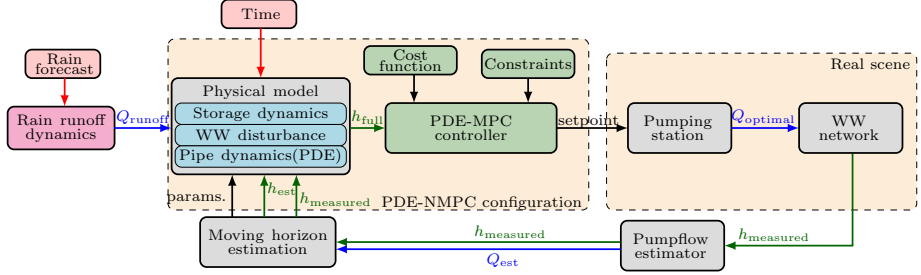 Time
Rain
forecast
Cost
function
Constraints
Real scene
Physical model
Storage dynamics
WW disturbance
Pipe dynamics(PDE)
Rain runoff
dynamics
Q_runoff
h_full
PDE-MPC
controller
setpoint
Pumping
station
Q_optimal
WW
network
params.
h_est
h_measured
PDE-NMPC configuration
Moving horizon
estimation
h_measured
Q_est
Pumpflow
estimator
h_measured